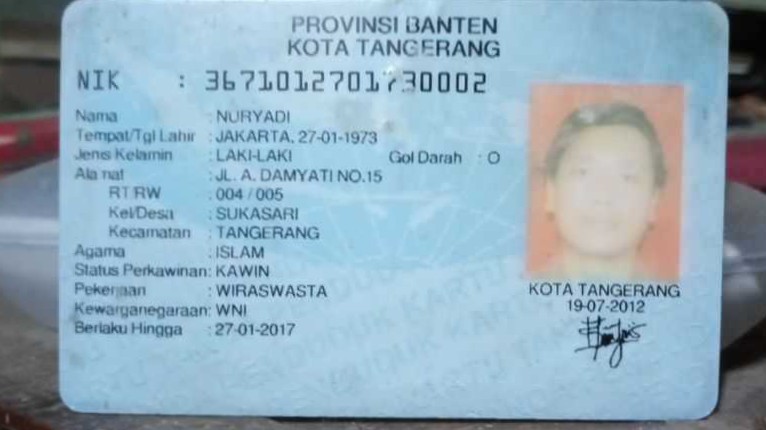 PROVINSI BANTEN
KOTA TANGERANG
NIK : 3671012701730002
Nama : NURYADI
Tempat/Tgl Lahir : JAKARTA, 27-01-1973
Jenis Kelamin : LAKI-LAKI Gol Darah : O
Alamat : JL. A. DAMYATI NO.15
RT/RW : 004 / 005
Kel/Desa : SUKASARI
Kecamatan : TANGERANG
Agama : ISLAM
Status Perkawinan: KAWIN
Pekerjaan : WIRASWASTA
Kewarganegaraan: WNI
Berlaku Hingga : 27-01-2017
KOTA TANGERANG
19-07-2012